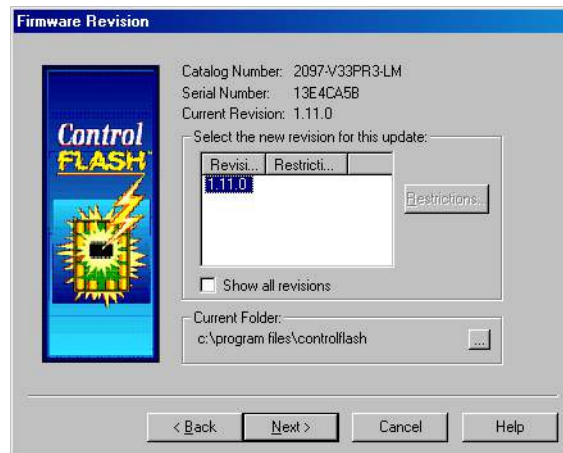 Firmware Revision
Control
FLASH
Catalog Number: 2097-V33PR3-LM
Serial Number: 13E4CA5B
Current Revision: 1.11.0
Select the new revision for this update:
Revisi... Restricti...
1.11.0
Restrictions...
Show all revisions
Current Folder:
c:\program files\controlflash
...
< Back Next > Cancel Help